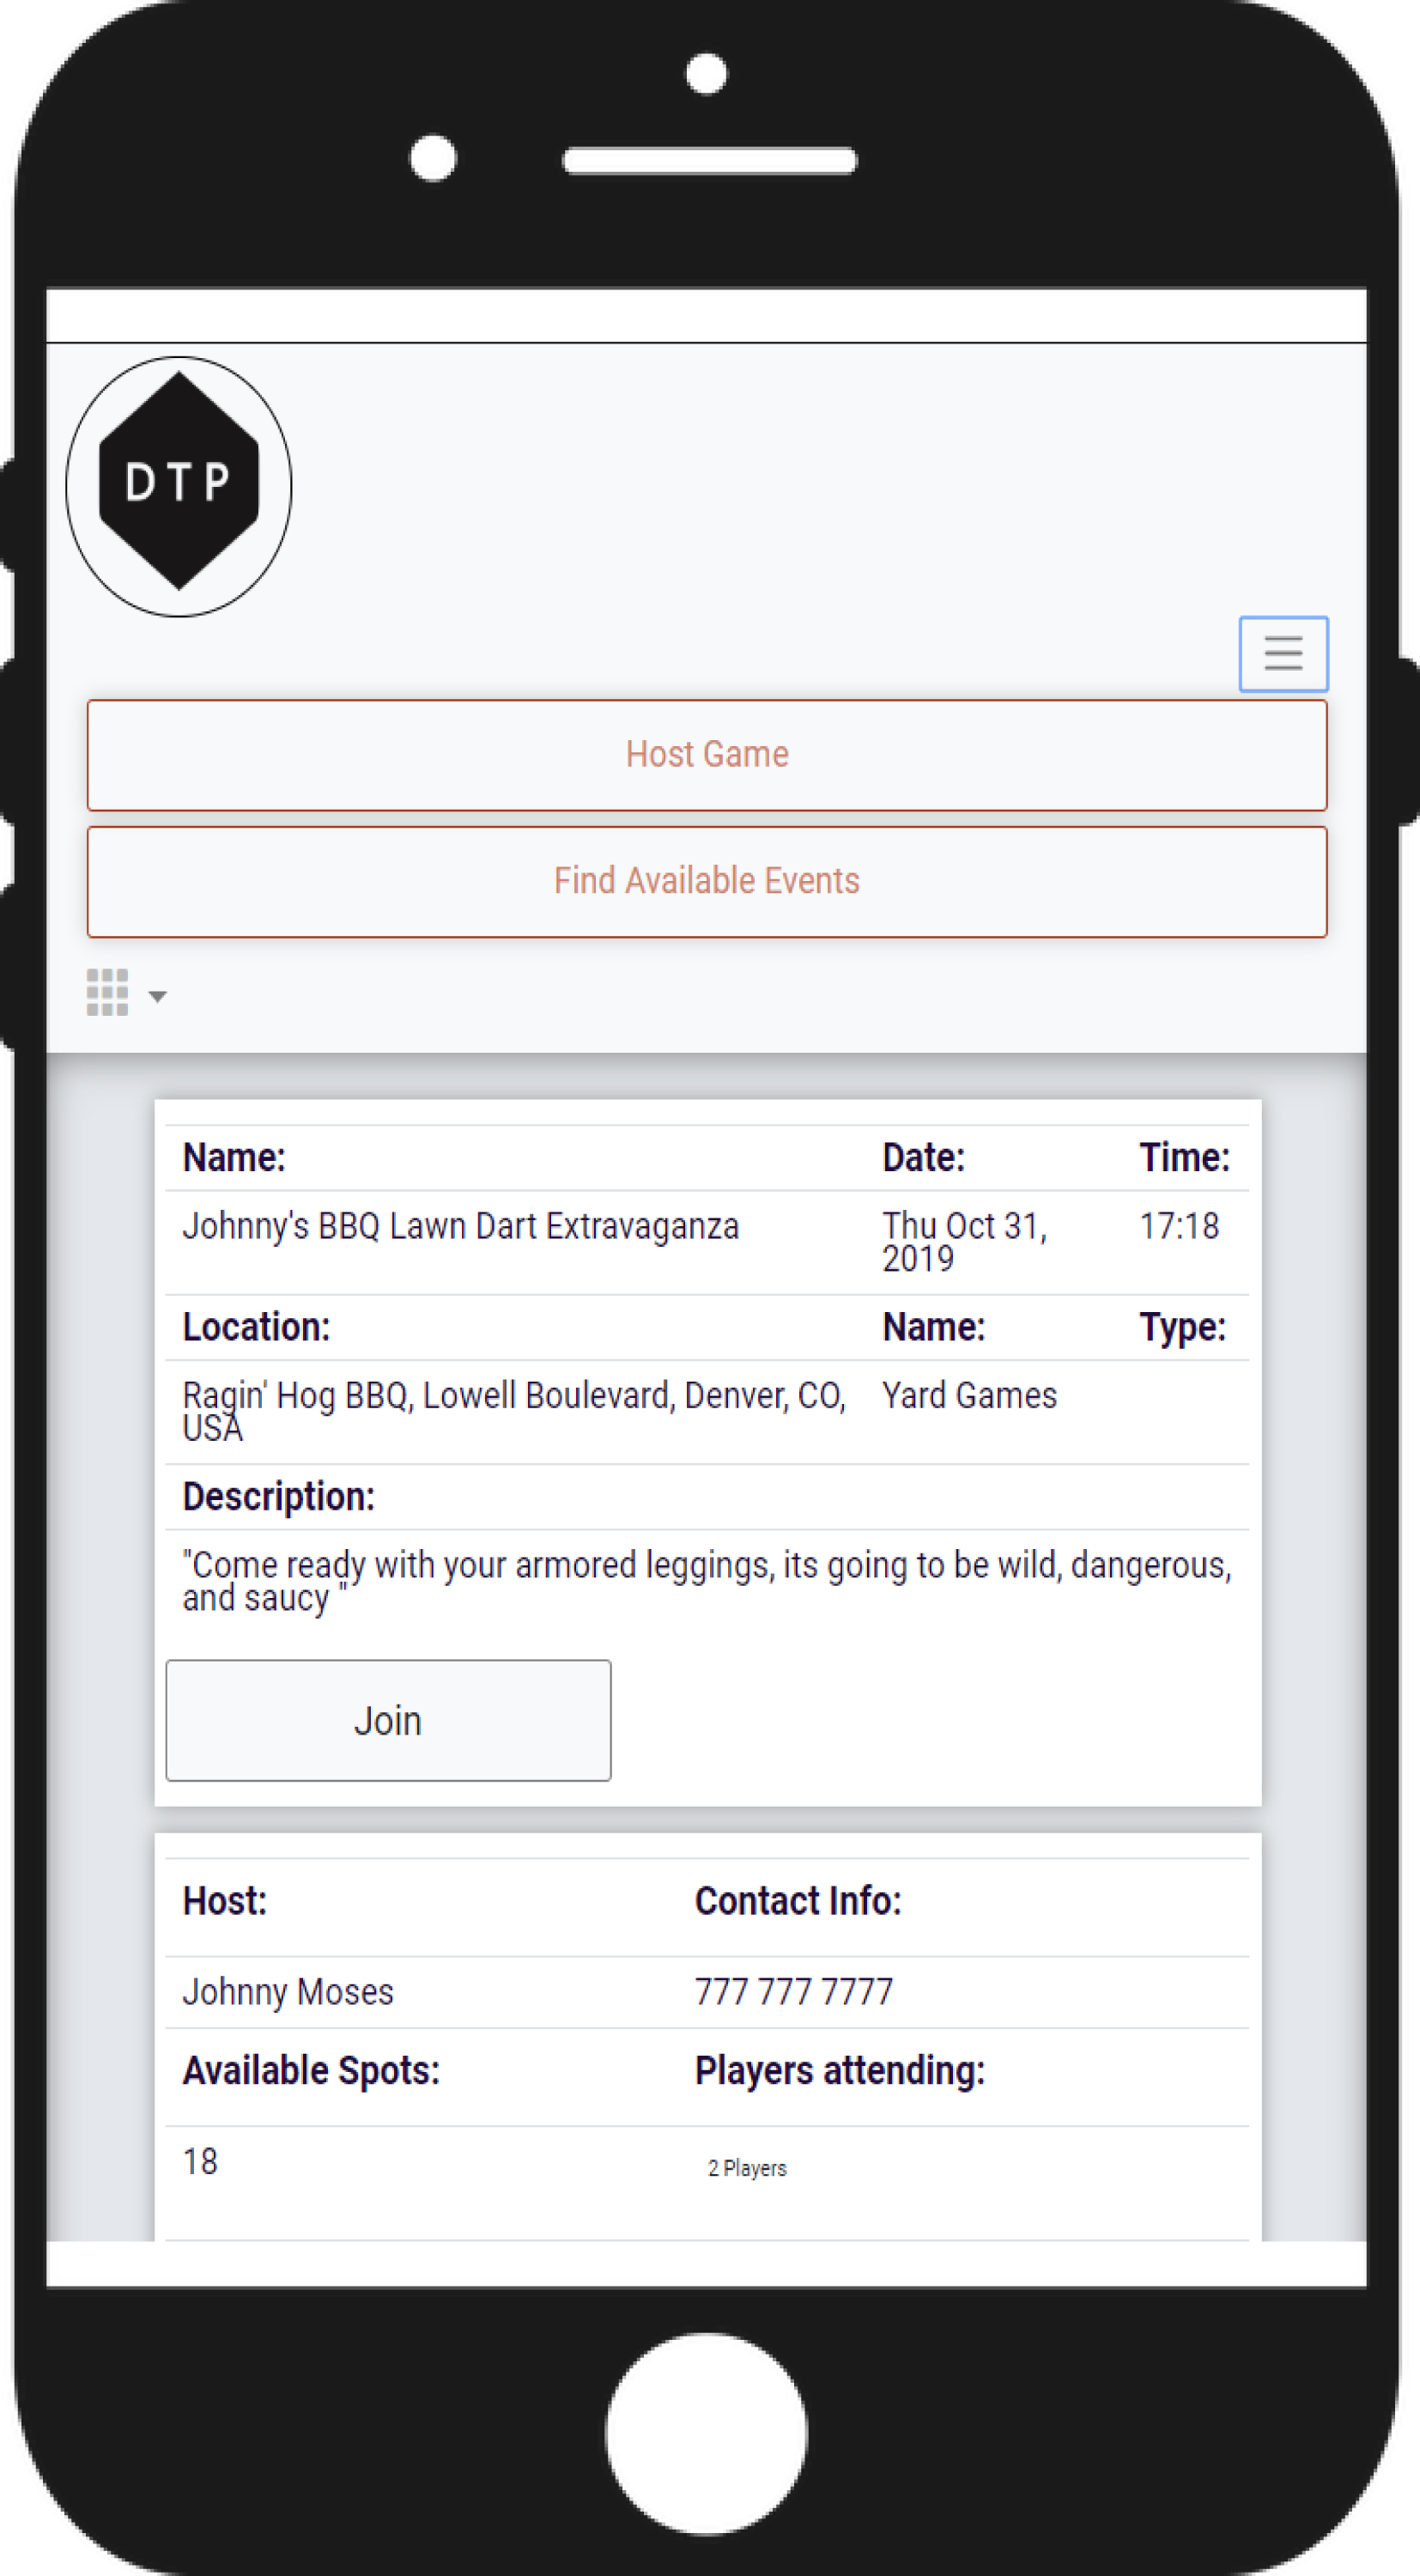 DTP
Host Game
Find Available Events
Name: Date: Time:
Johnny's BBQ Lawn Dart Extravaganza Thu Oct 31, 17:18
2019
Location: Name: Type:
Ragin' Hog BBQ, Lowell Boulevard, Denver, CO, Yard Games
USA
Description:
"Come ready with your armored leggings, its going to be wild, dangerous,
and saucy "
Join
Host: Contact Info:
Johnny Moses 777 777 7777
Available Spots: Players attending:
18 2 Players